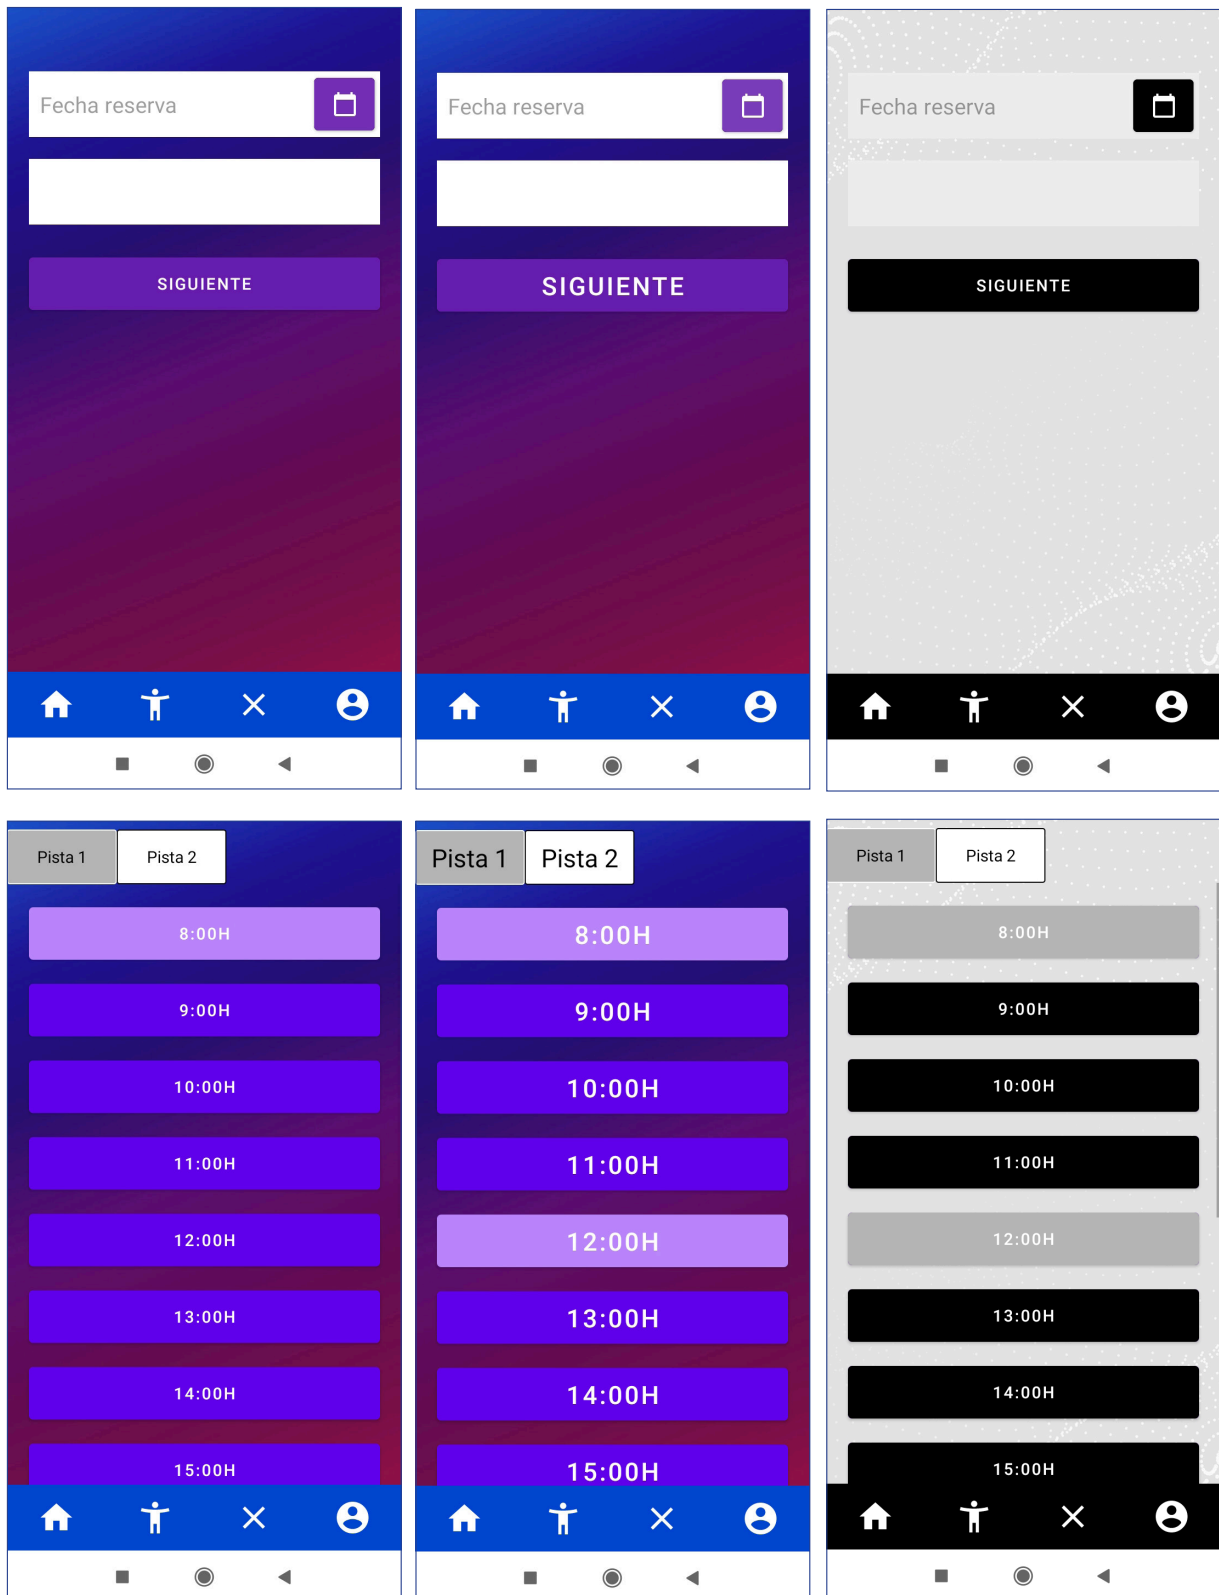 Fecha reserva
SIGUIENTE
Fecha reserva
SIGUIENTE
Fecha reserva
SIGUIENTE
Pista 1 Pista 2
8:00H
9:00H
10:00H
11:00H
12:00H
13:00H
14:00H
15:00H
Pista 1 Pista 2
8:00H
9:00H
10:00H
11:00H
12:00H
13:00H
14:00H
15:00H
Pista 1 Pista 2
8:00H
9:00H
10:00H
11:00H
12:00H
13:00H
14:00H
15:00H